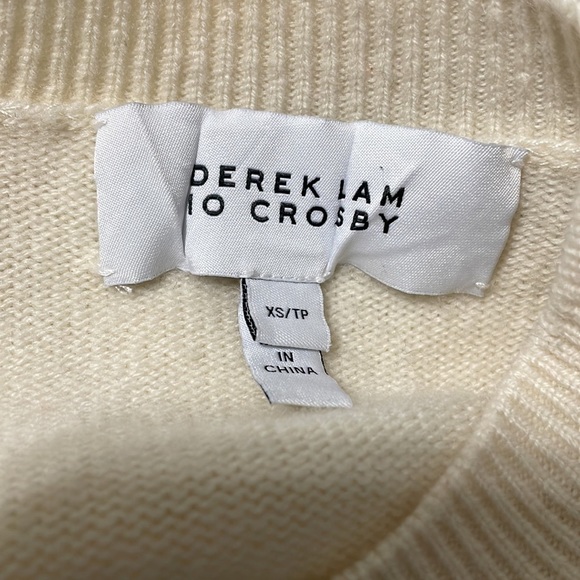 DEREK LAM
10 CROSBY
XS/TP
IN
CHINA